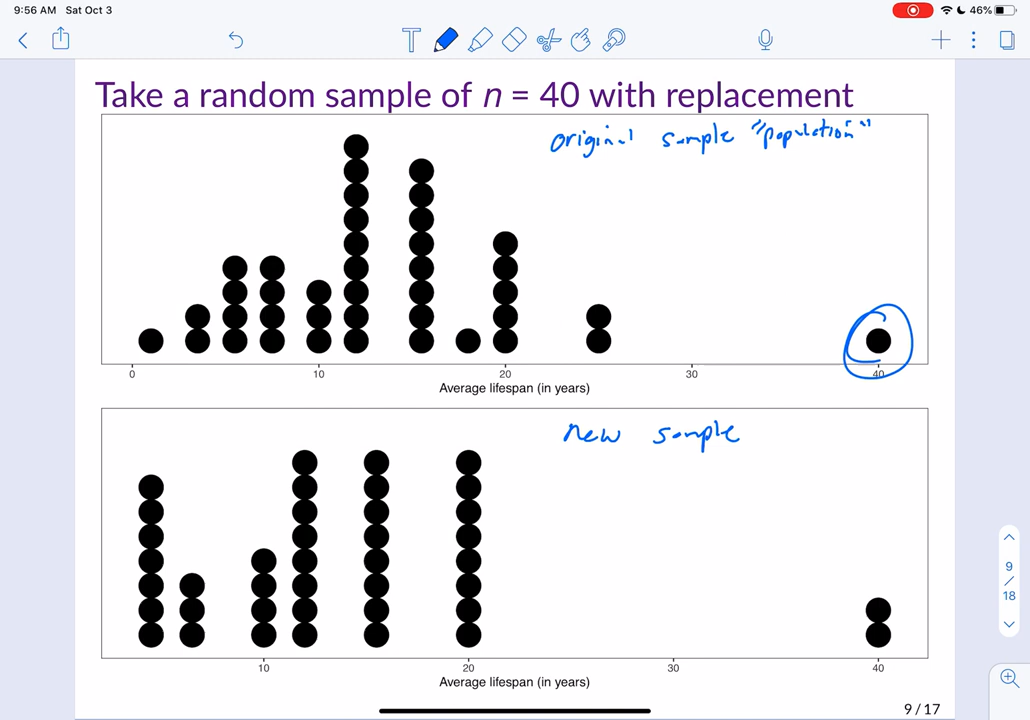 9:56 AM Sat Oct 3 46%
T
Take a random sample of n = 40 with replacement
original sample "population"
0 10 20 30 40
Average lifespan (in years)
new sample
10 20 30 40
Average lifespan (in years)
9
/
18
9 / 17